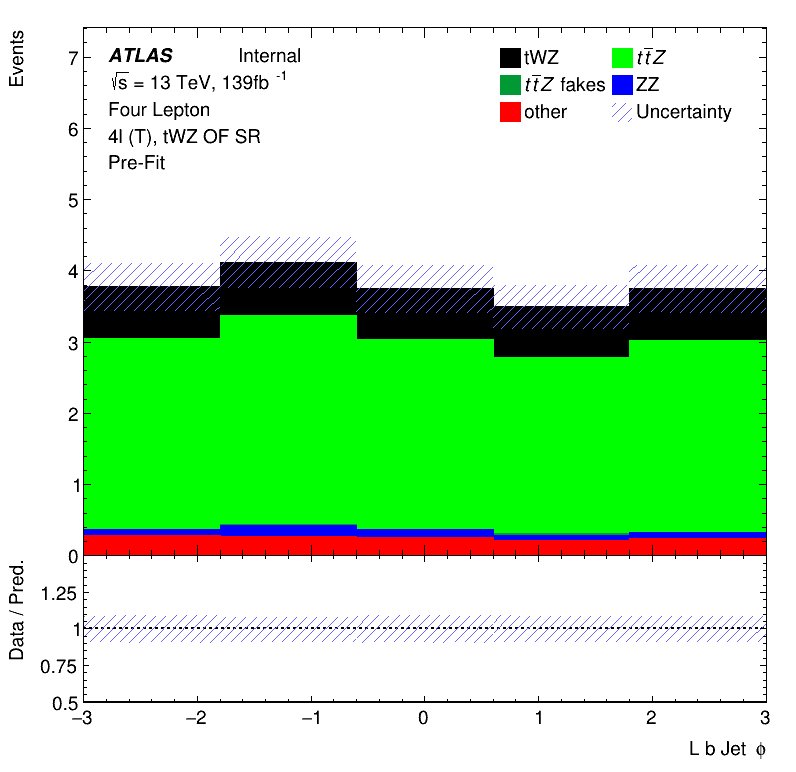 Events
7
6
5
4
3
2
1
0
ATLAS Internal
√s = 13 TeV, 139fb -1
Four Lepton
4l (T), tWZ OF SR
Pre-Fit
tWZ
tt̄Z
tt̄Z fakes
ZZ
other
Uncertainty
Data / Pred.
1.25
1
0.75
0.5
−3 −2 −1 0 1 2 3
L b Jet ϕ